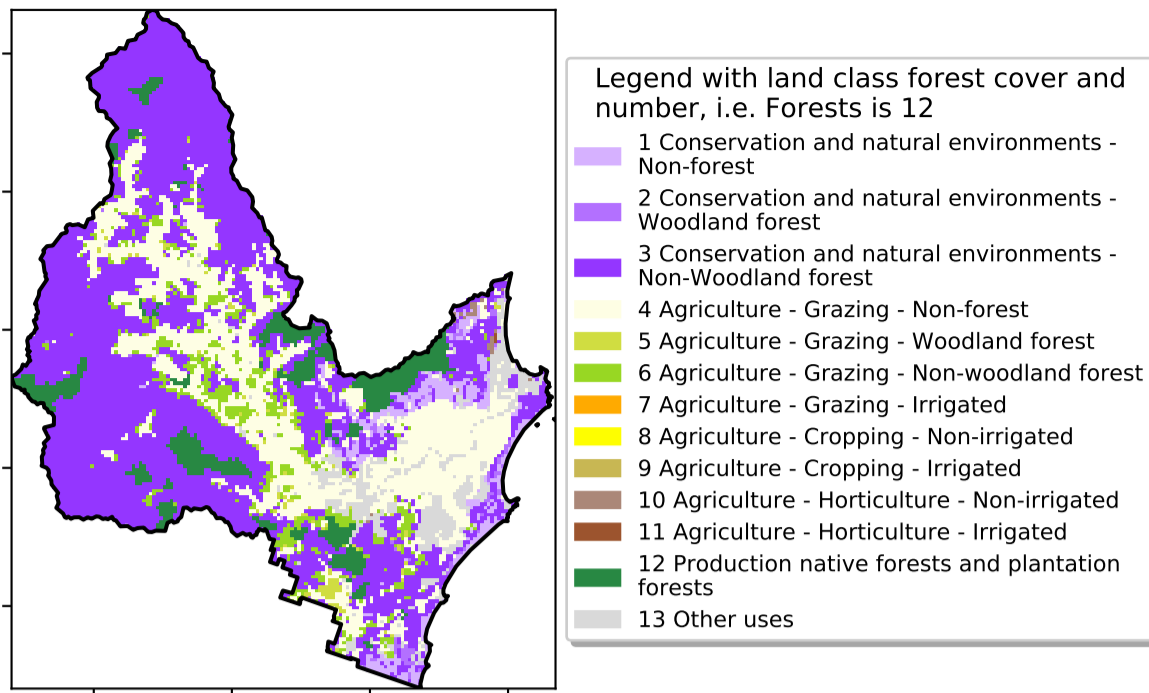 Legend with land class forest cover and
number, i.e. Forests is 12
1 Conservation and natural environments -
Non-forest
2 Conservation and natural environments -
Woodland forest
3 Conservation and natural environments -
Non-Woodland forest
4 Agriculture - Grazing - Non-forest
5 Agriculture - Grazing - Woodland forest
6 Agriculture - Grazing - Non-woodland forest
7 Agriculture - Grazing - Irrigated
8 Agriculture - Cropping - Non-irrigated
9 Agriculture - Cropping - Irrigated
10 Agriculture - Horticulture - Non-irrigated
11 Agriculture - Horticulture - Irrigated
12 Production native forests and plantation
forests
13 Other uses